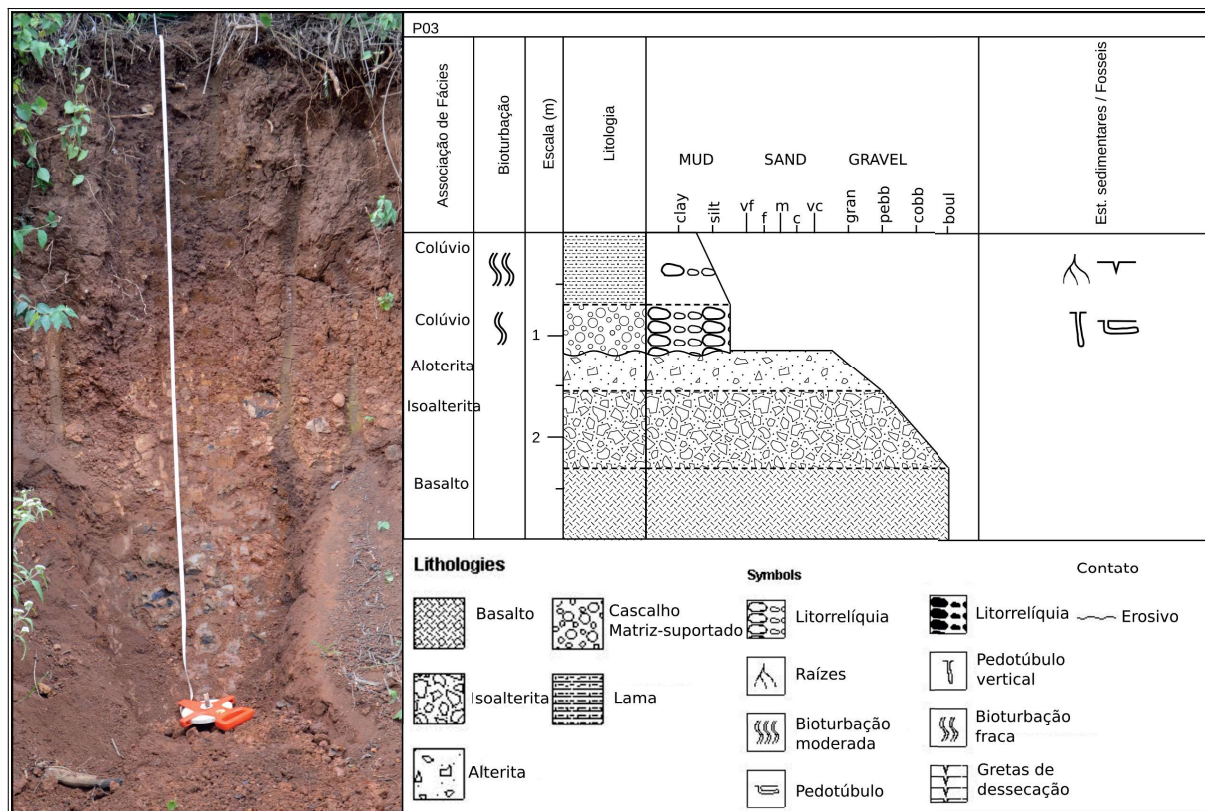 P03
Associação de Fácies
Bioturbação
Escala (m)
Litologia
MUD SAND GRAVEL
clay silt vf f m c vc gran pebb cobb boul
Est. sedimentares / Fosseis
Colúvio
Colúvio
1
Aloterita
Isoalterita
2
Basalto
Lithologies
Basalto
Cascalho
Matriz-suportado
Isoalterita
Lama
Alterita
Symbols
Litorrelíquia
Raízes
Bioturbação
moderada
Pedotúbulo
Contato
Litorrelíquia
Erosivo
Pedotúbulo
vertical
Bioturbação
fraca
Gretas de
dessecação